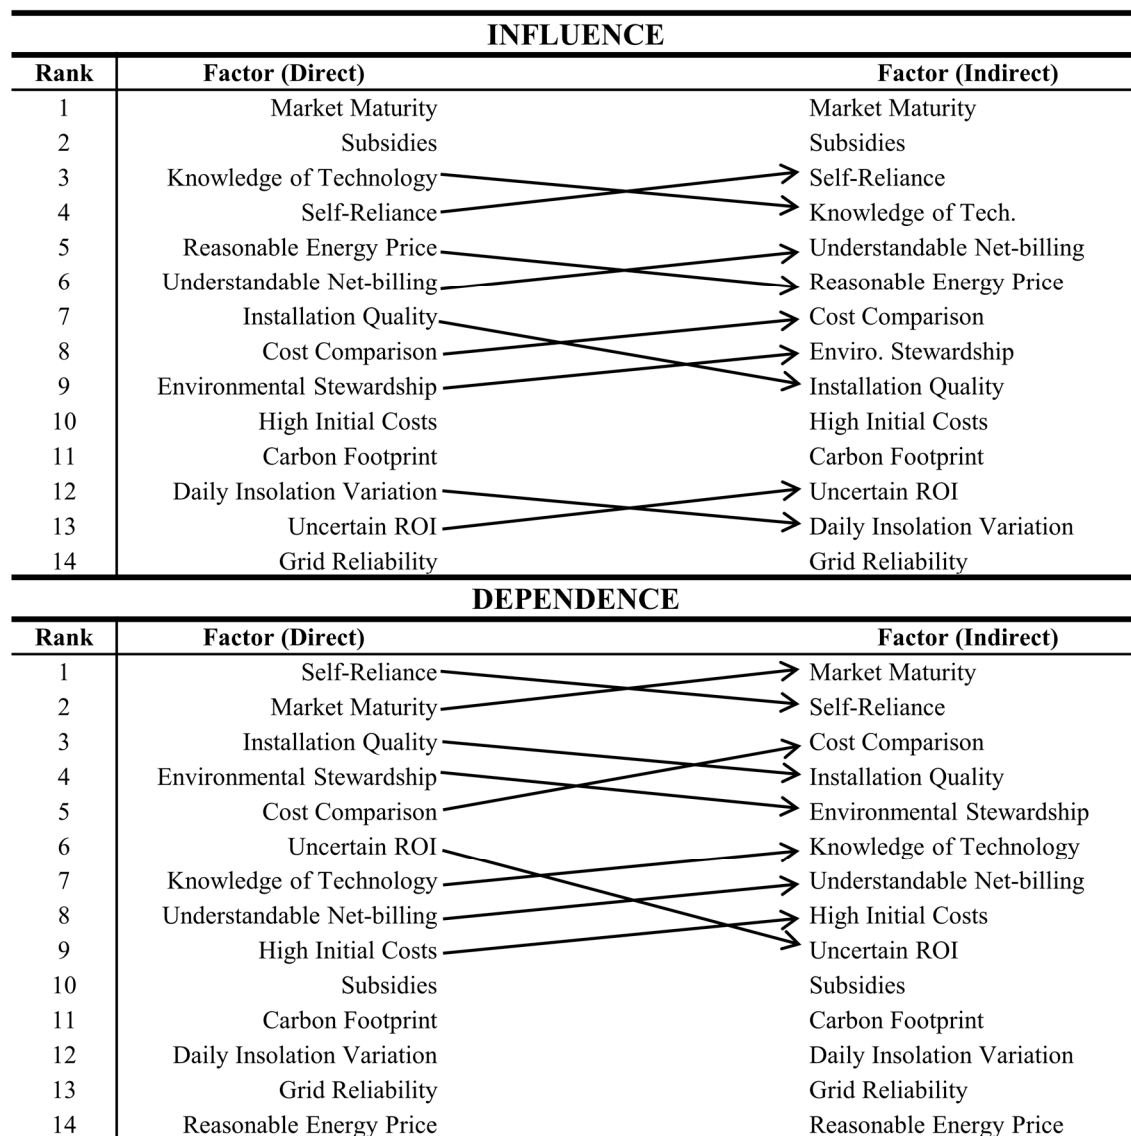 INFLUENCE
Rank Factor (Direct) Factor (Indirect)
1 Market Maturity Market Maturity
2 Subsidies Subsidies
3 Knowledge of Technology Self-Reliance
4 Self-Reliance Knowledge of Tech.
5 Reasonable Energy Price Understandable Net-billing
6 Understandable Net-billing Reasonable Energy Price
7 Installation Quality Cost Comparison
8 Cost Comparison Enviro. Stewardship
9 Environmental Stewardship Installation Quality
10 High Initial Costs High Initial Costs
11 Carbon Footprint Carbon Footprint
12 Daily Insolation Variation Uncertain ROI
13 Uncertain ROI Daily Insolation Variation
14 Grid Reliability Grid Reliability
DEPENDENCE
Rank Factor (Direct) Factor (Indirect)
1 Self-Reliance Market Maturity
2 Market Maturity Self-Reliance
3 Installation Quality Cost Comparison
4 Environmental Stewardship Installation Quality
5 Cost Comparison Environmental Stewardship
6 Uncertain ROI Knowledge of Technology
7 Knowledge of Technology Understandable Net-billing
8 Understandable Net-billing High Initial Costs
9 High Initial Costs Uncertain ROI
10 Subsidies Subsidies
11 Carbon Footprint Carbon Footprint
12 Daily Insolation Variation Daily Insolation Variation
13 Grid Reliability Grid Reliability
14 Reasonable Energy Price Reasonable Energy Price